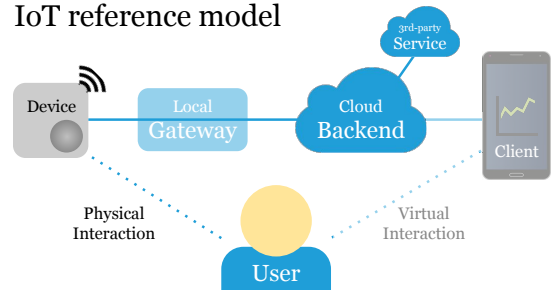 IoT reference model
3rd-party
Service
Device
Local
Gateway
Cloud
Backend
Client
Physical
Interaction
Virtual
Interaction
User